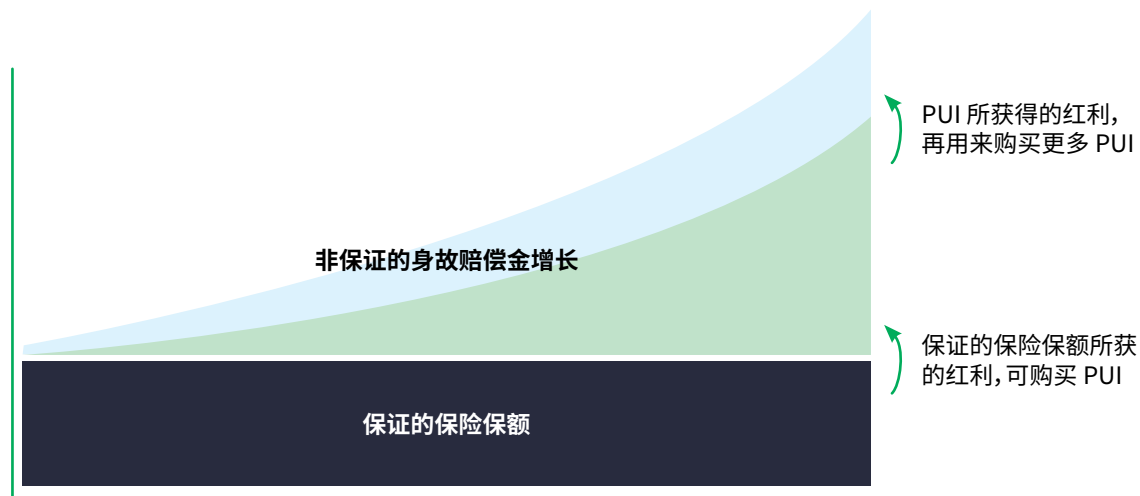 PUI 所获得的红利，
再用来购买更多 PUI
非保证的身故赔偿金增长
保证的保险保额所获
的红利，可购买 PUI
保证的保险保额